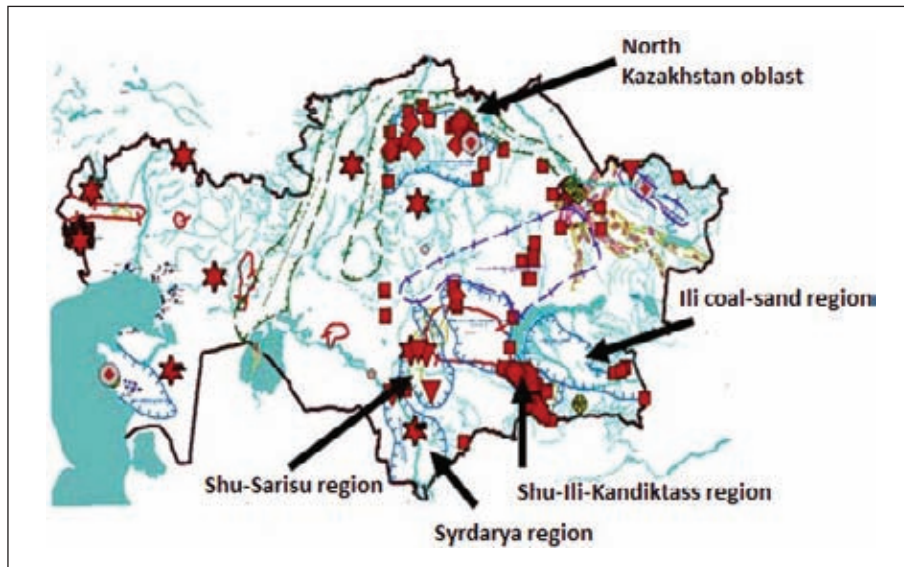 North
Kazakhstan oblast
Ili coal-sand region
Shu-Sarisu region
Shu-Ili-Kandiktass region
Syrdarya region